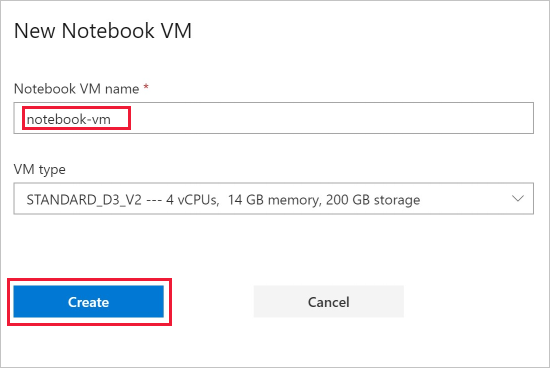 New Notebook VM
Notebook VM name *
notebook-vm
VM type
STANDARD_D3_V2 --- 4 vCPUs, 14 GB memory, 200 GB storage
Create Cancel